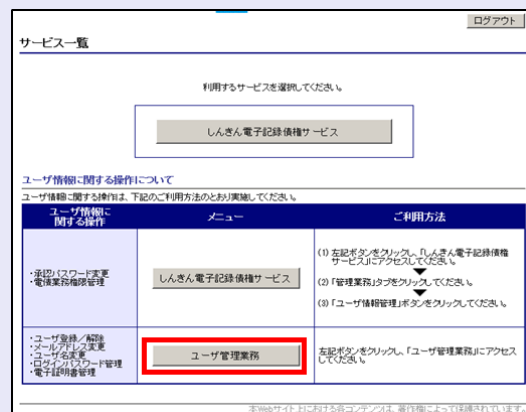 ログアウト
サービス一覧
利用するサービスを選択してください。
しんきん電子記録債権サービス
ユーザ情報に関する操作について
ユーザ情報に関する操作は、下記のご利用方法のとおり実施してください。
ユーザ情報に
関する操作
メニュー
ご利用方法
・承認パスワード変更
・電債業務権限管理
しんきん電子記録債権サービス
(1) 左記ボタンをクリックし、「しんきん電子記録債権
サービス」にアクセスしてください。
(2)「管理業務」タブをクリックしてください。
(3)「ユーザ情報管理」ボタンをクリックしてください。
・ユーザ登録／解除
・メールアドレス変更
・ユーザ名変更
・ログインパスワード管理
・電子証明書管理
ユーザ管理業務
左記ボタンをクリックし、「ユーザ管理業務」にアクセス
してください。
本Webサイト上における各コンテンツは、著作権によって保護されています。